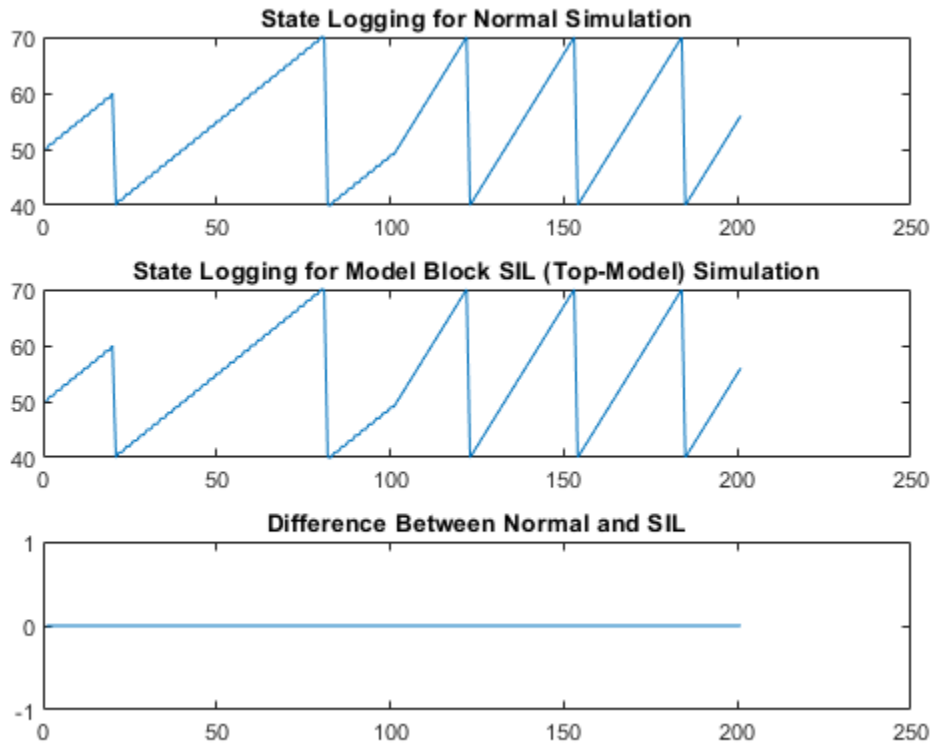 State Logging for Normal Simulation
70
60
50
40
0 50 100 150 200 250
State Logging for Model Block SIL (Top-Model) Simulation
70
60
50
40
0 50 100 150 200 250
Difference Between Normal and SIL
1
0
-1
0 50 100 150 200 250